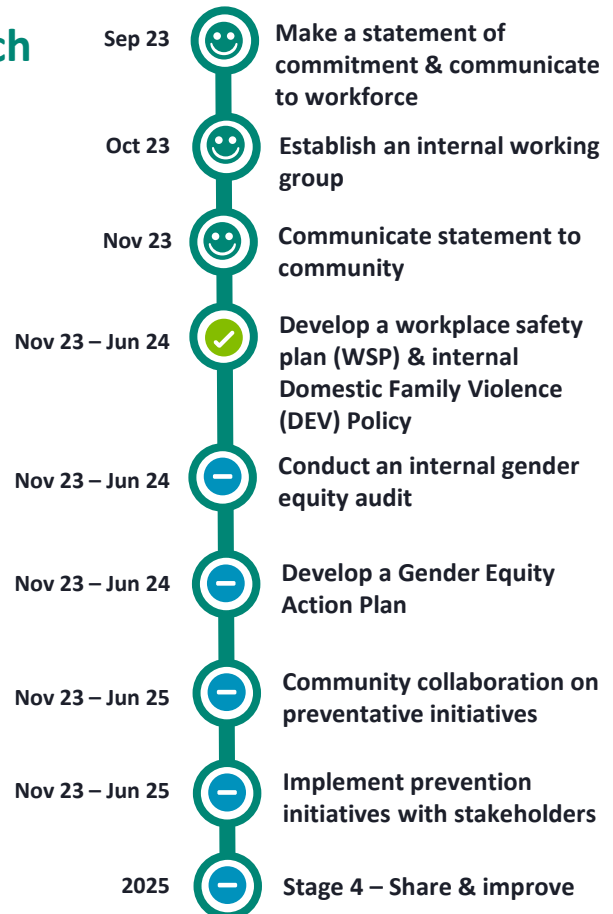 ch
Sep 23
Make a statement of
commitment & communicate
to workforce
Oct 23
Establish an internal working
group
Nov 23
Communicate statement to
community
Nov 23 – Jun 24
Develop a workplace safety
plan (WSP) & internal
Domestic Family Violence
(DEV) Policy
Nov 23 – Jun 24
Conduct an internal gender
equity audit
Nov 23 – Jun 24
Develop a Gender Equity
Action Plan
Nov 23 – Jun 25
Community collaboration on
preventative initiatives
Nov 23 – Jun 25
Implement prevention
initiatives with stakeholders
2025
Stage 4 – Share & improve